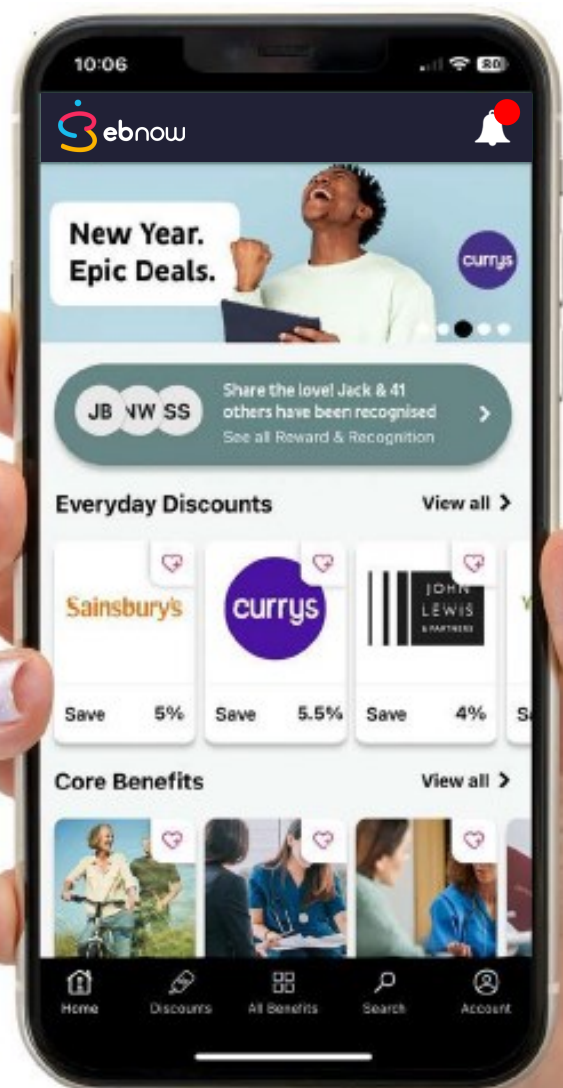 10:06
80
ebnow
New Year.
Epic Deals.
currys
JB NW SS
Share the love! Jack & 41
others have been recognised
See all Reward & Recognition
Everyday Discounts
View all
Sainsbury's
currys
JOHN
LEWIS
& PARTNERS
Save 5%
Save 5.5%
Save 4%
Core Benefits
View all
Home
Discounts
All Benefits
Search
Account